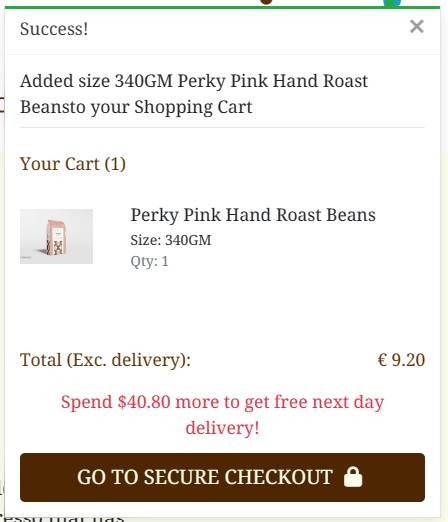 Success!
×
Added size 340GM Perky Pink Hand Roast
Beansto your Shopping Cart
Your Cart (1)
Perky Pink Hand Roast Beans
Size: 340GM
Qty: 1
Total (Exc. delivery): € 9.20
Spend $40.80 more to get free next day
delivery!
GO TO SECURE CHECKOUT